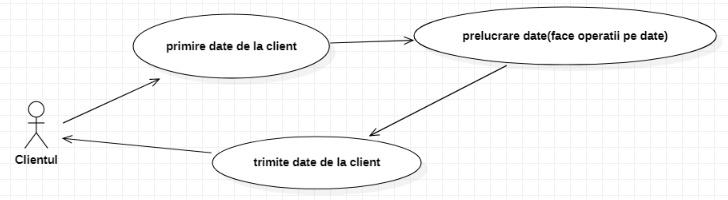 primire date de la client
prelucrare date(face operatii pe date)
Clientul
trimite date de la client